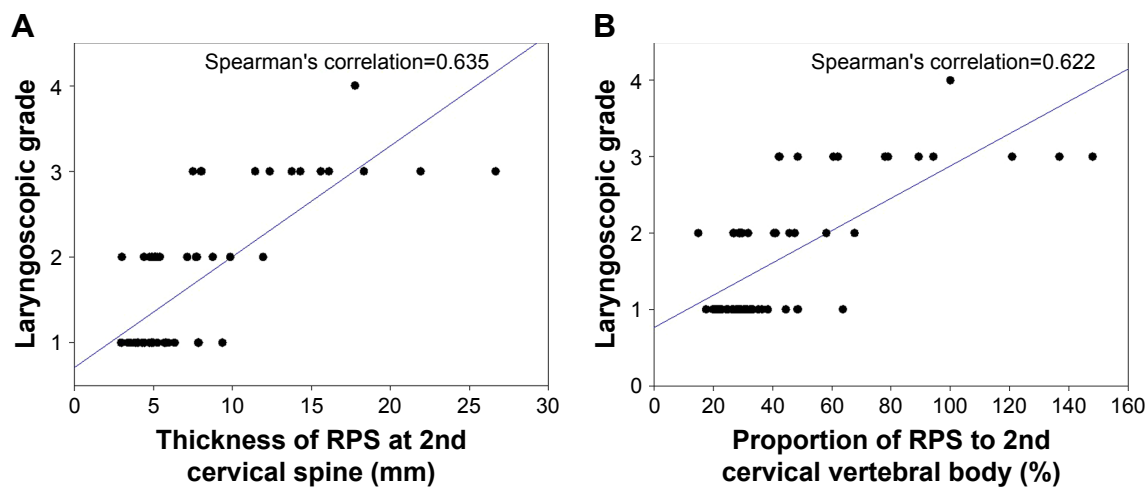 A
Spearman's correlation=0.635
Laryngoscopic grade
4
3
2
1
0 5 10 15 20 25 30
Thickness of RPS at 2nd
cervical spine (mm)
B
Spearman's correlation=0.622
Laryngoscopic grade
4
3
2
1
0
0 20 40 60 80 100 120 140 160
Proportion of RPS to 2nd
cervical vertebral body (%)